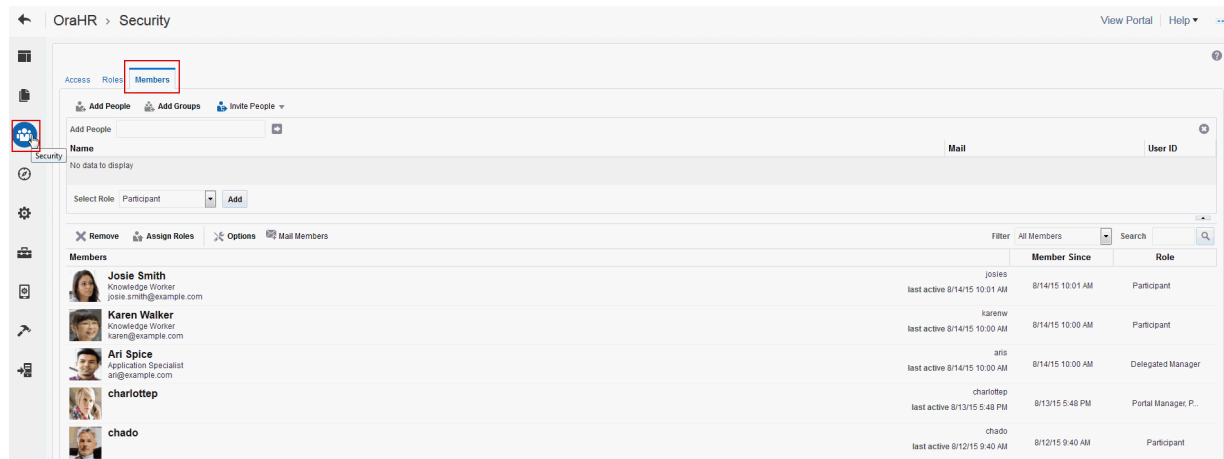 OraHR > Security
View Portal Help
Access Roles Members
Add People Add Groups Invite People
Add People
Security
Name Mail User ID
No data to display
Select Role Participant Add
Remove Assign Roles Options Mail Members Filter All Members Search
Members Member Since Role
Josie Smith
Knowledge Worker
josie.smith@example.com
josies
last active 8/14/15 10:01 AM
8/14/15 10:01 AM Participant
Karen Walker
Knowledge Worker
karen@example.com
karenw
last active 8/14/15 10:00 AM
8/14/15 10:00 AM Participant
Ari Spice
Application Specialist
ari@example.com
aris
last active 8/14/15 10:00 AM
8/14/15 10:00 AM Delegated Manager
charlottep
charlottep
last active 8/13/15 5:48 PM
8/13/15 5:48 PM Portal Manager, P...
chado
chado
last active 8/12/15 9:40 AM
8/12/15 9:40 AM Participant